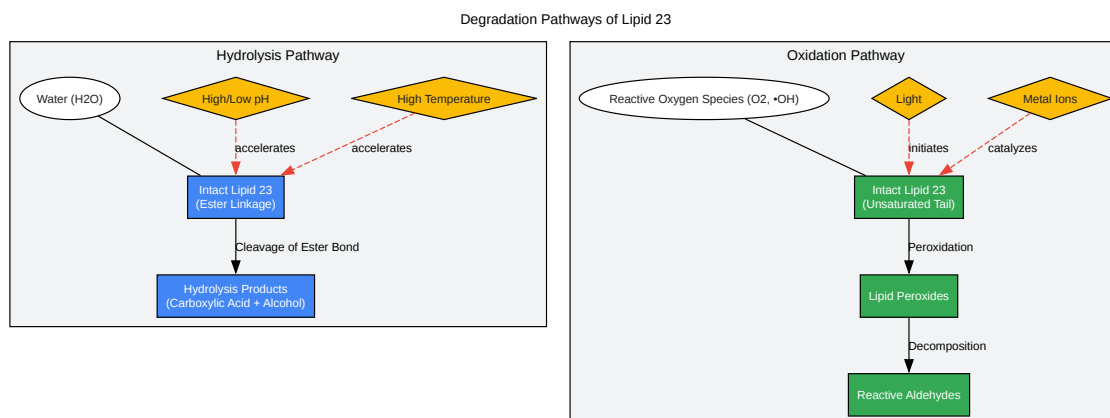 Degradation Pathways of Lipid 23
Hydrolysis Pathway
Water (H2O)
High/Low pH
High Temperature
accelerates
accelerates
Intact Lipid 23
(Ester Linkage)
Cleavage of Ester Bond
Hydrolysis Products
(Carboxylic Acid + Alcohol)
Oxidation Pathway
Reactive Oxygen Species (O2, •OH)
Light
Metal Ions
initiates
catalyzes
Intact Lipid 23
(Unsaturated Tail)
Peroxidation
Lipid Peroxides
Decomposition
Reactive Aldehydes